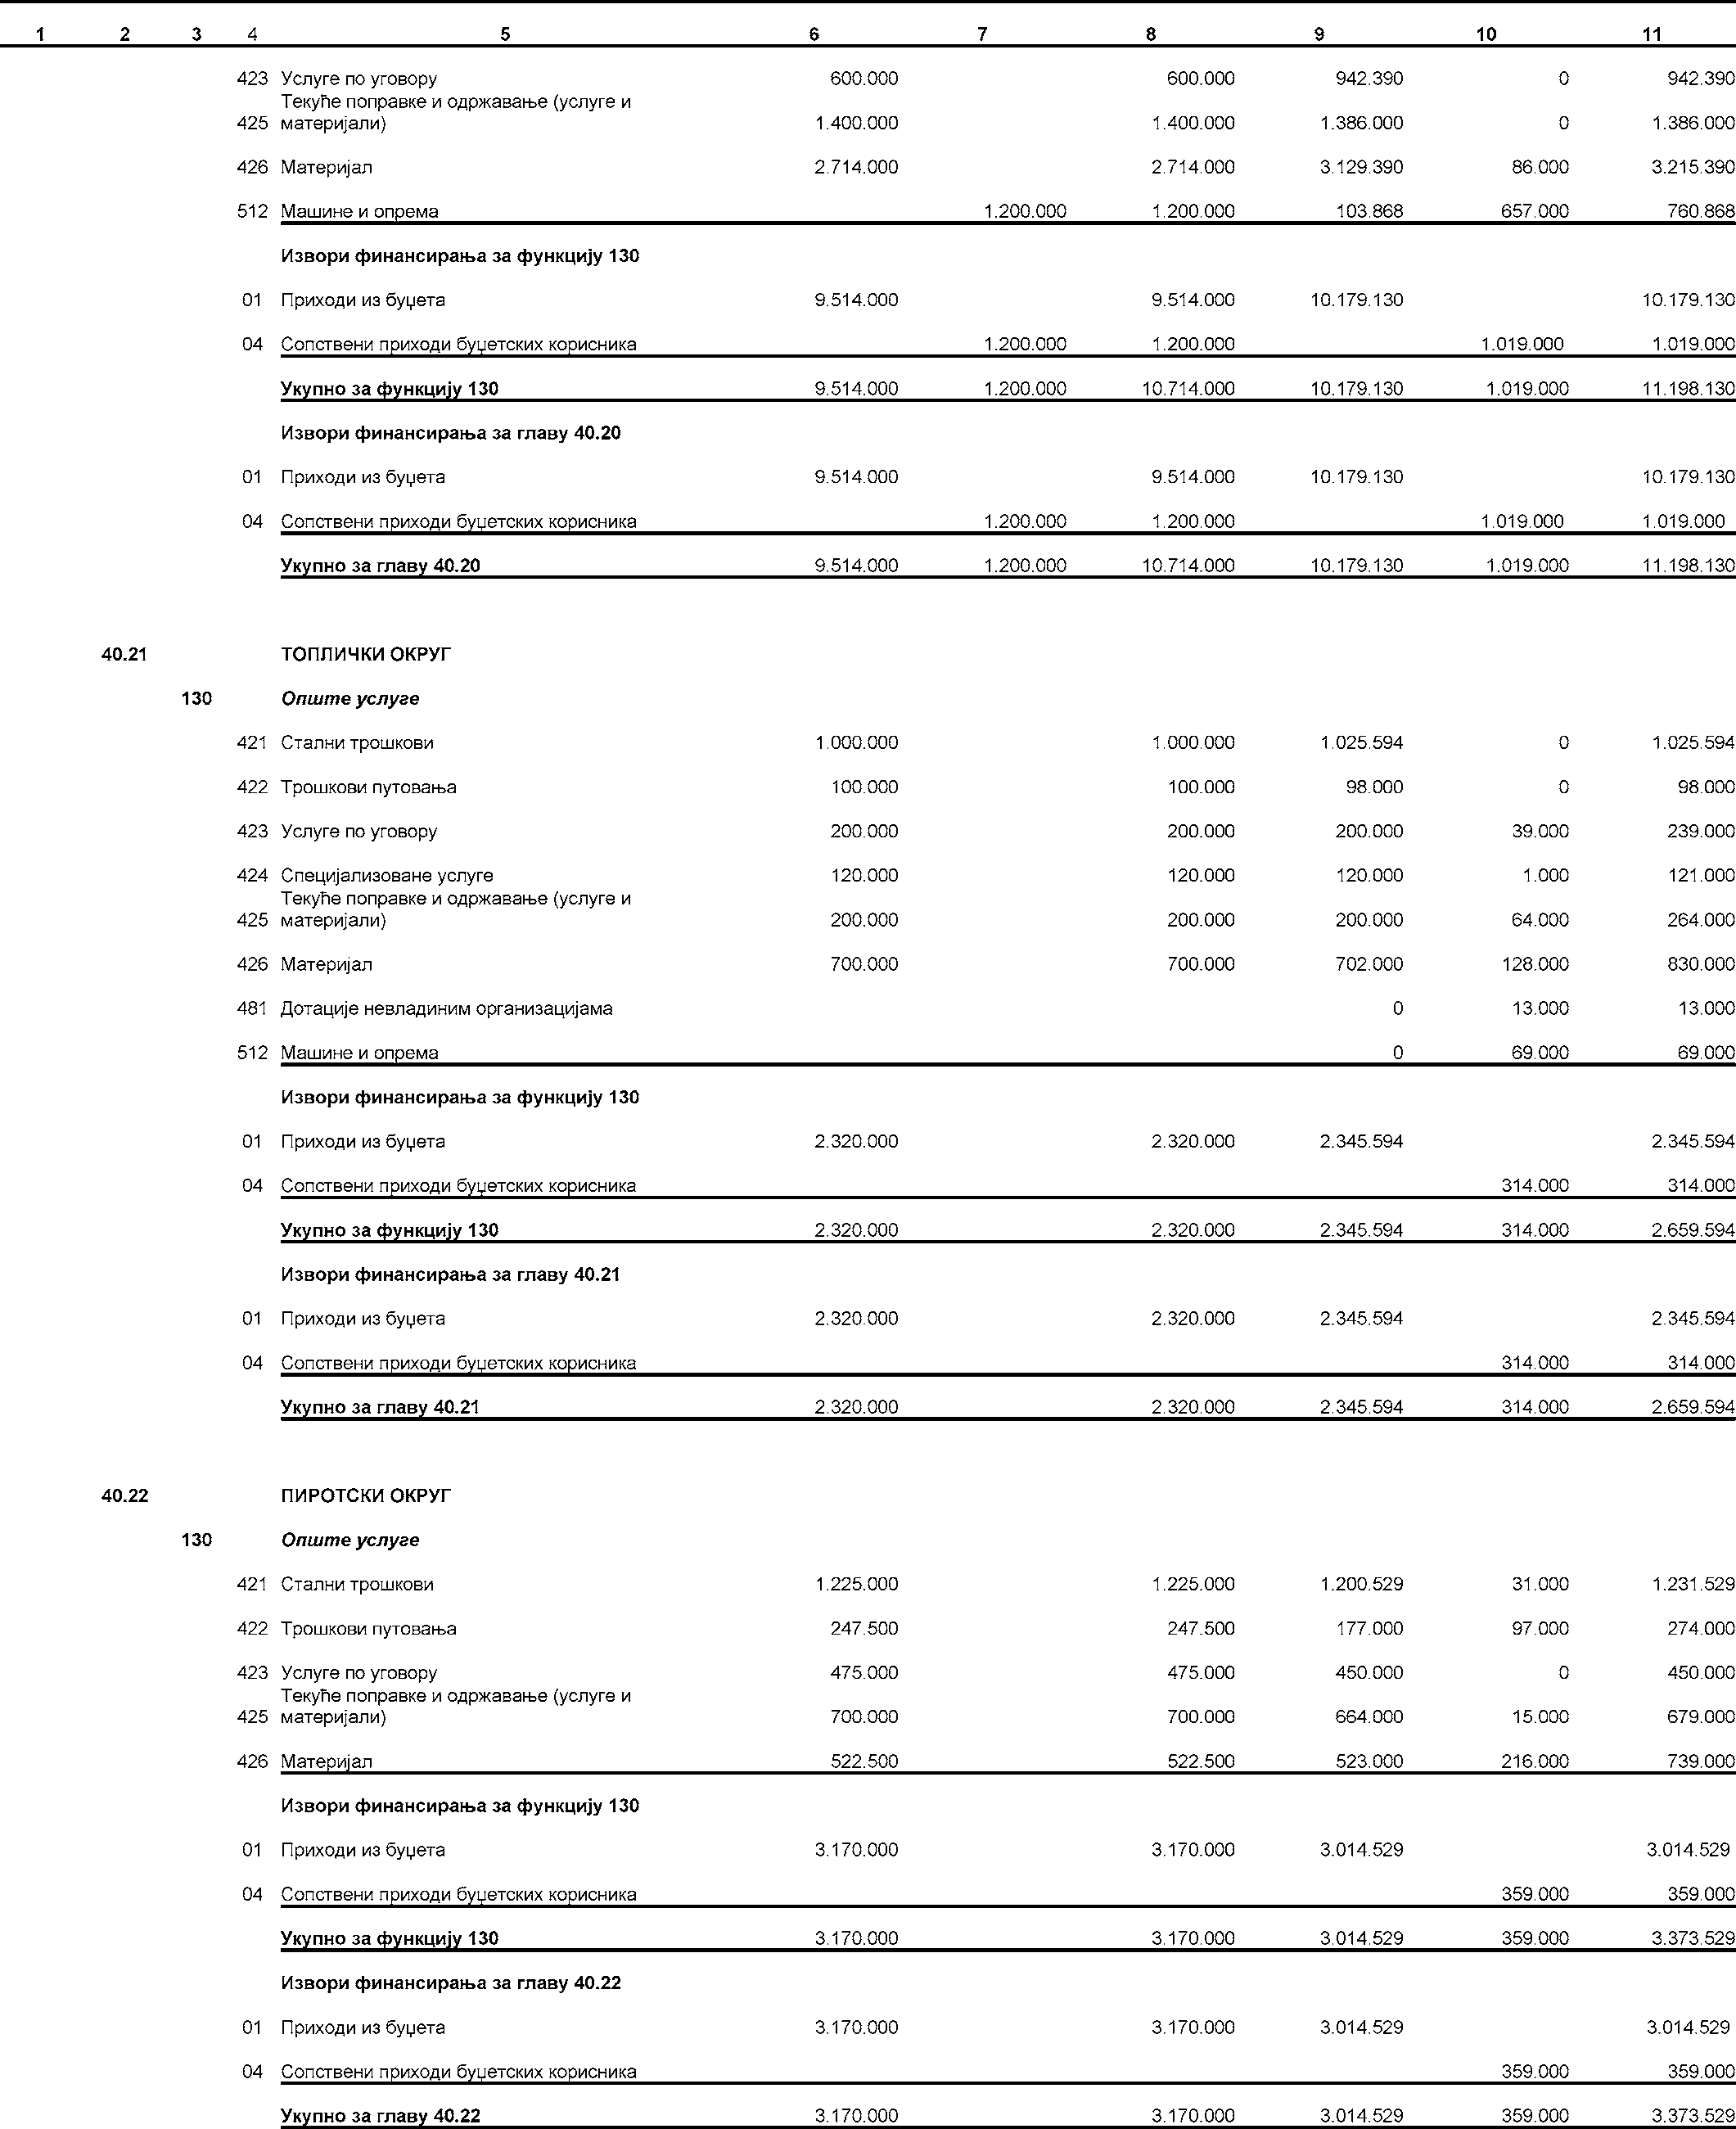 1 2 3 4 5 6 7 8 9 10 11
423 Услуге по уговору 600.000 600.000 942.390 0 942.390
Текуће поправке и одржавање (услуге и
425 материјали) 1.400.000 1.400.000 1.386.000 0 1.386.000
426 Материјал 2.714.000 2.714.000 3.129.390 86.000 3.215.390
512 Машине и опрема 1.200.000 1.200.000 103.868 657.000 760.868
Извори финансирања за функцију 130
01 Приходи из буџета 9.514.000 9.514.000 10.179.130 10.179.130
04 Сопствени приходи буџетских корисника 1.200.000 1.200.000 1.019.000 1.019.000
Укупно за функцију 130 9.514.000 1.200.000 10.714.000 10.179.130 1.019.000 11.198.130
Извори финансирања за главу 40.20
01 Приходи из буџета 9.514.000 9.514.000 10.179.130 10.179.130
04 Сопствени приходи буџетских корисника 1.200.000 1.200.000 1.019.000 1.019.000
Укупно за главу 40.20 9.514.000 1.200.000 10.714.000 10.179.130 1.019.000 11.198.130
40.21 ТОПЛИЧКИ ОКРУГ
130 Опште услуге
421 Стални трошкови 1.000.000 1.000.000 1.025.594 0 1.025.594
422 Трошкови путовања 100.000 100.000 98.000 0 98.000
423 Услуге по уговору 200.000 200.000 200.000 39.000 239.000
424 Специјализоване услуге 120.000 120.000 120.000 1.000 121.000
Текуће поправке и одржавање (услуге и
425 материјали) 200.000 200.000 200.000 64.000 264.000
426 Материјал 700.000 700.000 702.000 128.000 830.000
481 Дотације невладиним организацијама 0 13.000 13.000
512 Машине и опрема 0 69.000 69.000
Извори финансирања за функцију 130
01 Приходи из буџета 2.320.000 2.320.000 2.345.594 2.345.594
04 Сопствени приходи буџетских корисника 314.000 314.000
Укупно за функцију 130 2.320.000 2.320.000 2.345.594 314.000 2.659.594
Извори финансирања за главу 40.21
01 Приходи из буџета 2.320.000 2.320.000 2.345.594 2.345.594
04 Сопствени приходи буџетских корисника 314.000 314.000
Укупно за главу 40.21 2.320.000 2.320.000 2.345.594 314.000 2.659.594
40.22 ПИРОТСКИ ОКРУГ
130 Опште услуге
421 Стални трошкови 1.225.000 1.225.000 1.200.529 31.000 1.231.529
422 Трошкови путовања 247.500 247.500 177.000 97.000 274.000
423 Услуге по уговору 475.000 475.000 450.000 0 450.000
Текуће поправке и одржавање (услуге и
425 материјали) 700.000 700.000 664.000 15.000 679.000
426 Материјал 522.500 522.500 523.000 216.000 739.000
Извори финансирања за функцију 130
01 Приходи из буџета 3.170.000 3.170.000 3.014.529 3.014.529
04 Сопствени приходи буџетских корисника 359.000 359.000
Укупно за функцију 130 3.170.000 3.170.000 3.014.529 359.000 3.373.529
Извори финансирања за главу 40.22
01 Приходи из буџета 3.170.000 3.170.000 3.014.529 3.014.529
04 Сопствени приходи буџетских корисника 359.000 359.000
Укупно за главу 40.22 3.170.000 3.170.000 3.014.529 359.000 3.373.529